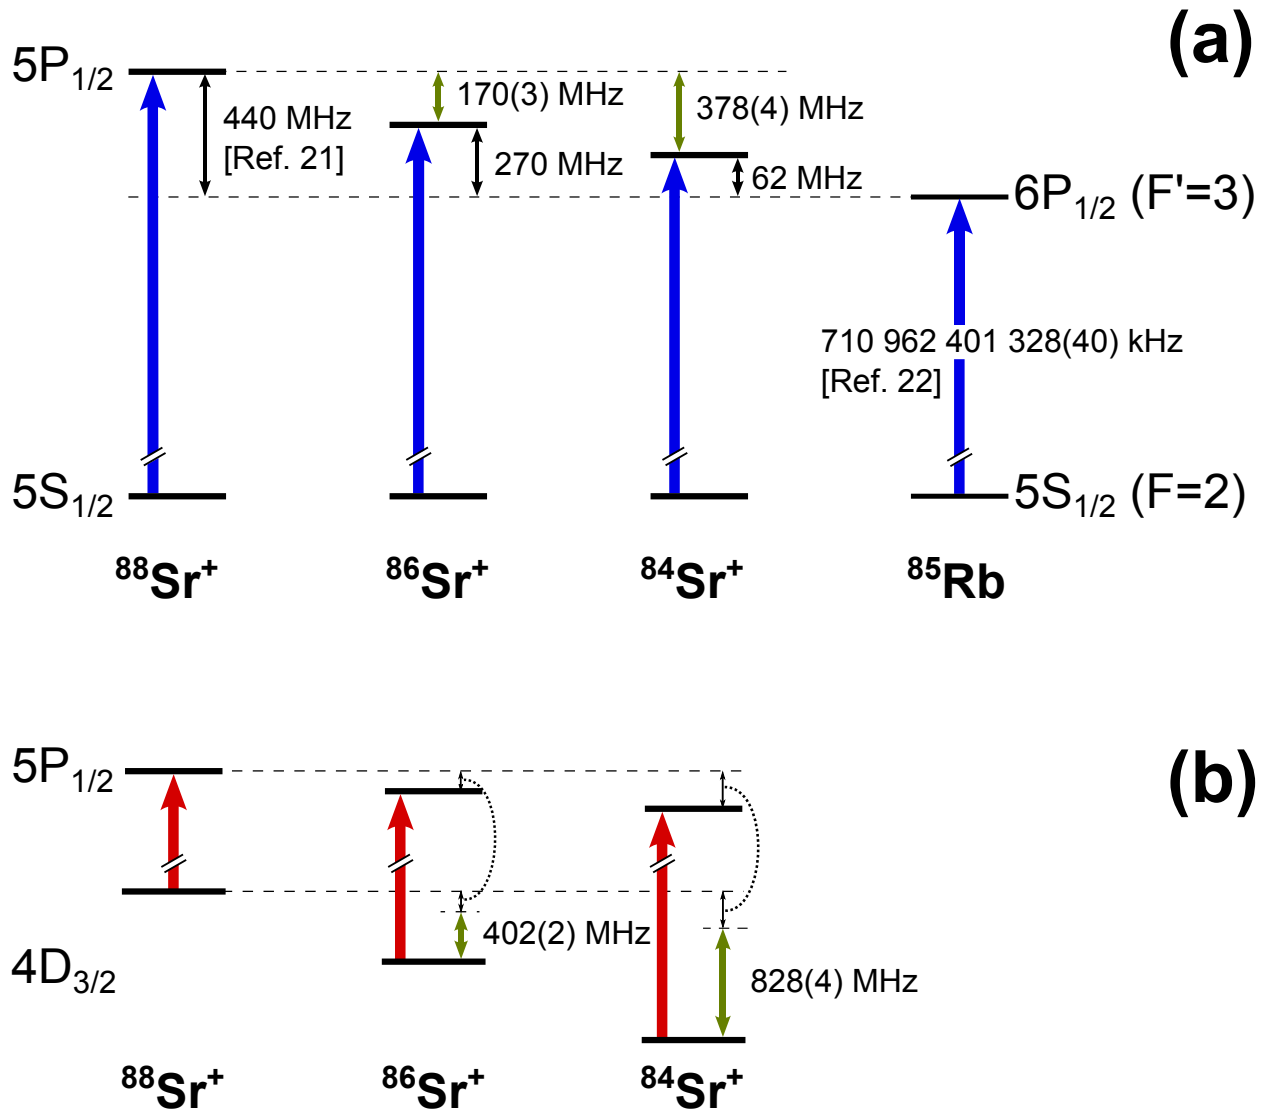 (a)
5P1/2
170(3) MHz
378(4) MHz
440 MHz
[Ref. 21]
270 MHz
62 MHz
6P1/2 (F'=3)
710 962 401 328(40) kHz
[Ref. 22]
5S1/2
5S1/2 (F=2)
88Sr+
86Sr+
84Sr+
85Rb
(b)
5P1/2
402(2) MHz
4D3/2
828(4) MHz
88Sr+
86Sr+
84Sr+